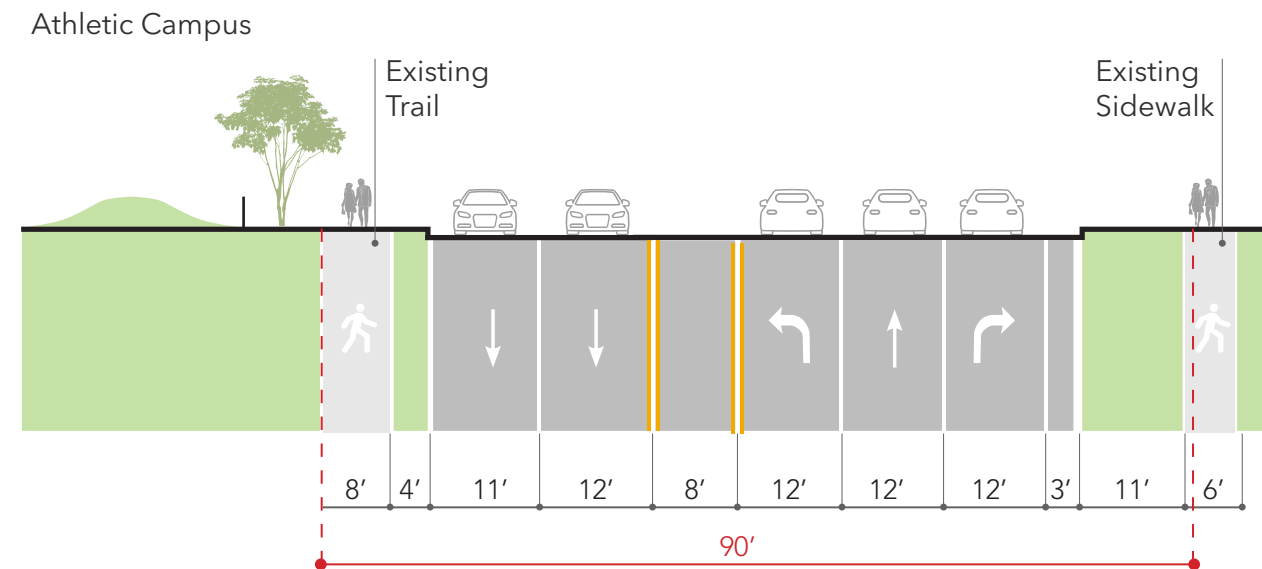 Athletic Campus
Existing
Trail
Existing
Sidewalk
8’ 4’ 11’ 12’ 8’ 12’ 12’ 12’ 3’ 11’ 6’
90’